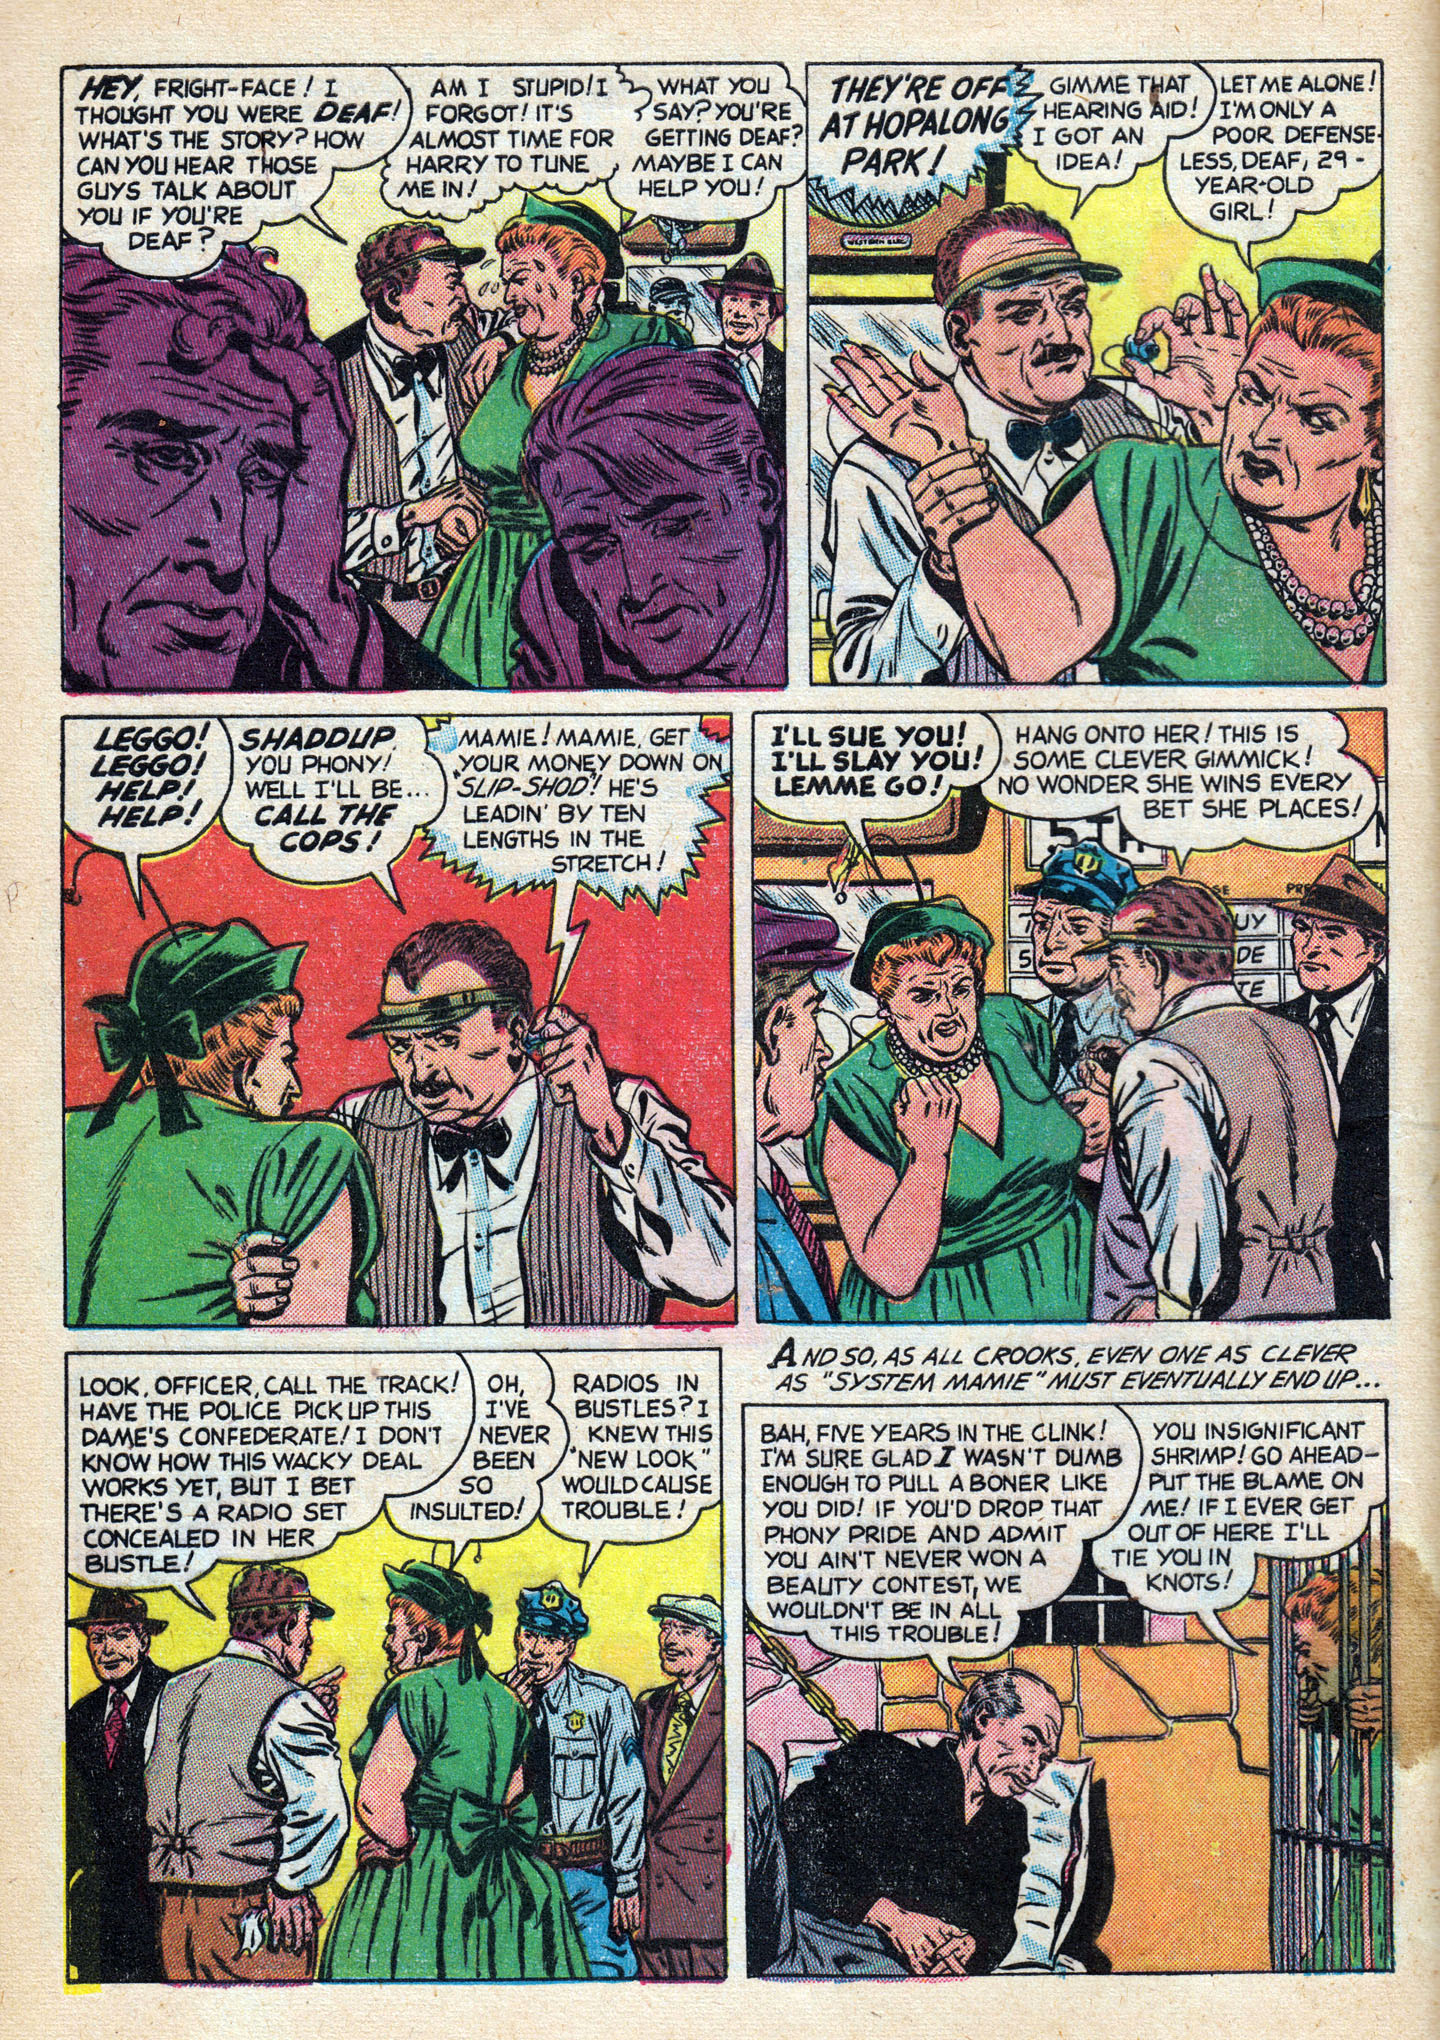 HEY, FRIGHT-FACE! I
THOUGHT YOU WERE DEAF!
WHAT'S THE STORY? HOW
CAN YOU HEAR THOSE
GUYS TALK ABOUT
YOU IF YOU'RE
DEAF?
AM I STUPID! I
FORGOT! IT'S
ALMOST TIME FOR
HARRY TO TUNE
ME IN!
WHAT YOU
SAY? YOU'RE
GETTING DEAF?
MAYBE I CAN
HELP YOU!
THEY'RE OFF
AT HOPALONG
PARK!
GIMME THAT
HEARING AID!
I GOT AN
IDEA!
LET ME ALONE!
I'M ONLY A
POOR DEFENSE-
LESS, DEAF, 29-
YEAR-OLD
GIRL!
LEGGO!
LEGGO!
HELP!
HELP!
SHADDUP,
YOU PHONY!
WELL I'LL BE...
CALL THE
COPS!
MAMIE! MAMIE, GET
YOUR MONEY DOWN ON
"SLIP-SHOD"! HE'S
LEADIN' BY TEN
LENGTHS IN THE
STRETCH!
I'LL SUE YOU!
I'LL SLAY YOU!
LEMME GO!
HANG ONTO HER! THIS IS
SOME CLEVER GIMMICK!
NO WONDER SHE WINS EVERY
BET SHE PLACES!
5TH
UY
DE
TE
LOOK, OFFICER, CALL THE TRACK!
HAVE THE POLICE PICK UP THIS
DAME'S CONFEDERATE! I DON'T
KNOW HOW THIS WACKY DEAL
WORKS YET, BUT I BET
THERE'S A RADIO SET
CONCEALED IN HER
BUSTLE!
OH,
I'VE
NEVER
BEEN
SO
INSULTED!
RADIOS IN
BUSTLES? I
KNEW THIS
"NEW LOOK"
WOULD CAUSE
TROUBLE!
AND SO, AS ALL CROOKS, EVEN ONE AS CLEVER
AS "SYSTEM MAMIE" MUST EVENTUALLY END UP...
BAH, FIVE YEARS IN THE CLINK!
I'M SURE GLAD I WASN'T DUMB
ENOUGH TO PULL A BONER LIKE
YOU DID! IF YOU'D DROP THAT
PHONY PRIDE AND ADMIT
YOU AIN'T NEVER WON A
BEAUTY CONTEST, WE
WOULDN'T BE IN ALL
THIS TROUBLE!
YOU INSIGNIFICANT
SHRIMP! GO AHEAD-
PUT THE BLAME ON
ME! IF I EVER GET
OUT OF HERE I'LL
TIE YOU IN
KNOTS!